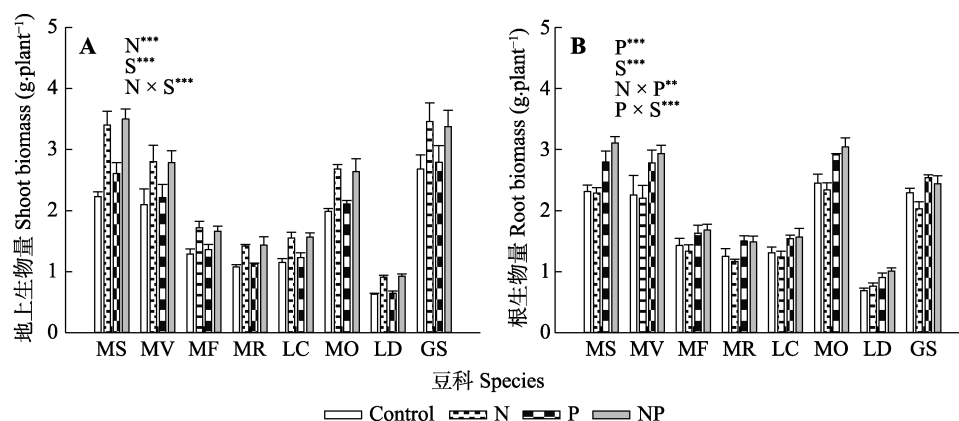 地上生物量 Shoot biomass (g·plant⁻¹)
5
4
3
2
1
0
A
N***
S***
N × S***
MS MV MF MR LC MO LD GS
根生物量 Root biomass (g·plant⁻¹)
5
4
3
2
1
0
B
P***
S***
N × P**
P × S***
MS MV MF MR LC MO LD GS
豆科 Species
Control N P NP